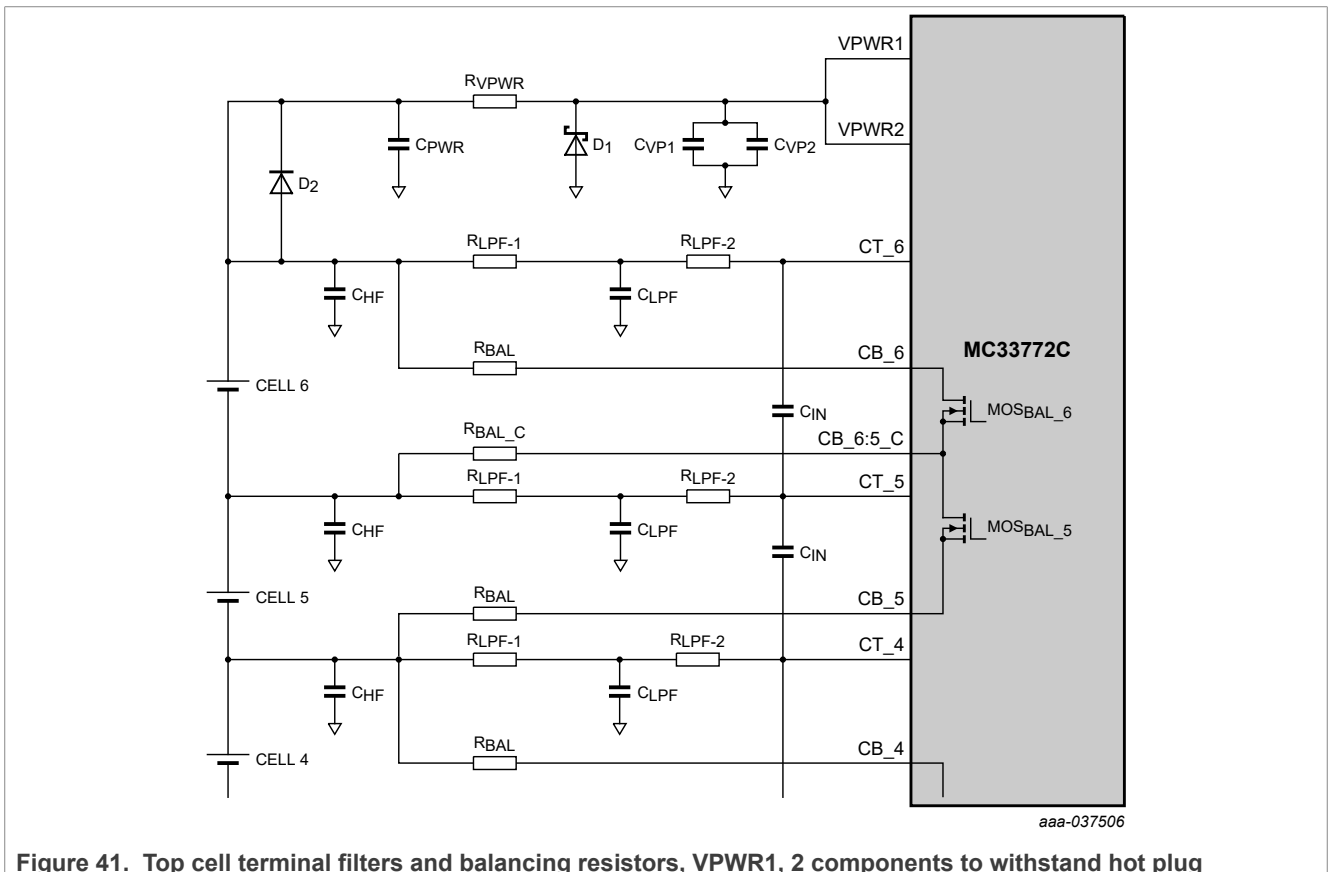 VPWR1
RVPWR
VPWR2
CPWR
D1
CVP1
CVP2
D2
RLPF-1
RLPF-2
CT_6
CHF
CLPF
RBAL
CB_6
MC33772C
CELL 6
CIN
MOSBAL_6
RBAL_C
CB_6:5_C
RLPF-1
RLPF-2
CT_5
CHF
CLPF
MOSBAL_5
CIN
CELL 5
RBAL
CB_5
RLPF-1
RLPF-2
CT_4
CHF
CLPF
RBAL
CB_4
CELL 4
aaa-037506
Figure 41. Top cell terminal filters and balancing resistors, VPWR1, 2 components to withstand hot plug